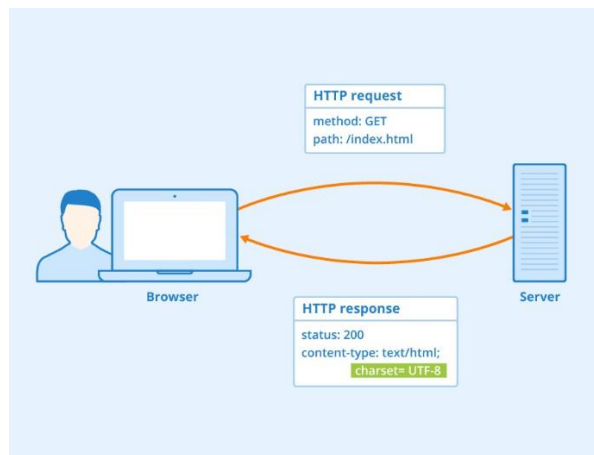 HTTP request
method: GET
path: /index.html
Browser
Server
HTTP response
status: 200
content-type: text/html;
charset= UTF-8